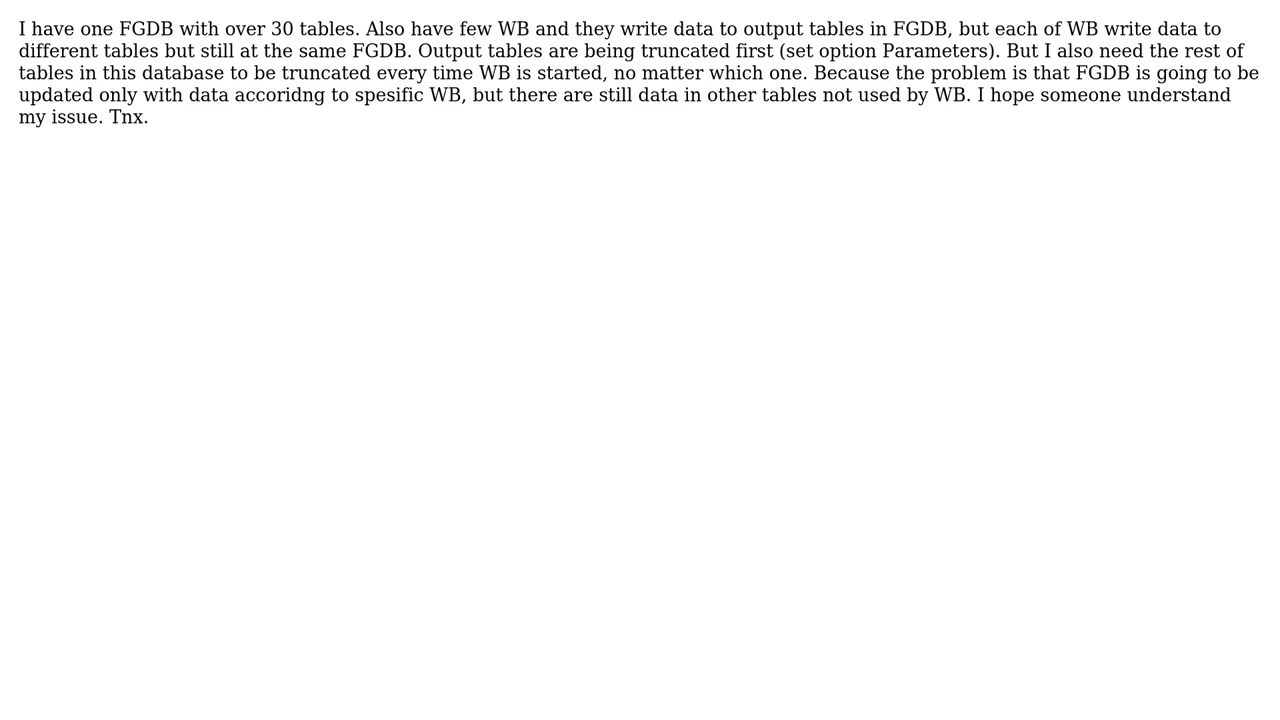 I have one FGDB with over 30 tables. Also have few WB and they write data to output tables in FGDB, but each of WB write data to
different tables but still at the same FGDB. Output tables are being truncated first (set option Parameters). But I also need the rest of
tables in this database to be truncated every time WB is started, no matter which one. Because the problem is that FGDB is going to be
updated only with data accoridng to spesific WB, but there are still data in other tables not used by WB. I hope someone understand
my issue. Tnx.